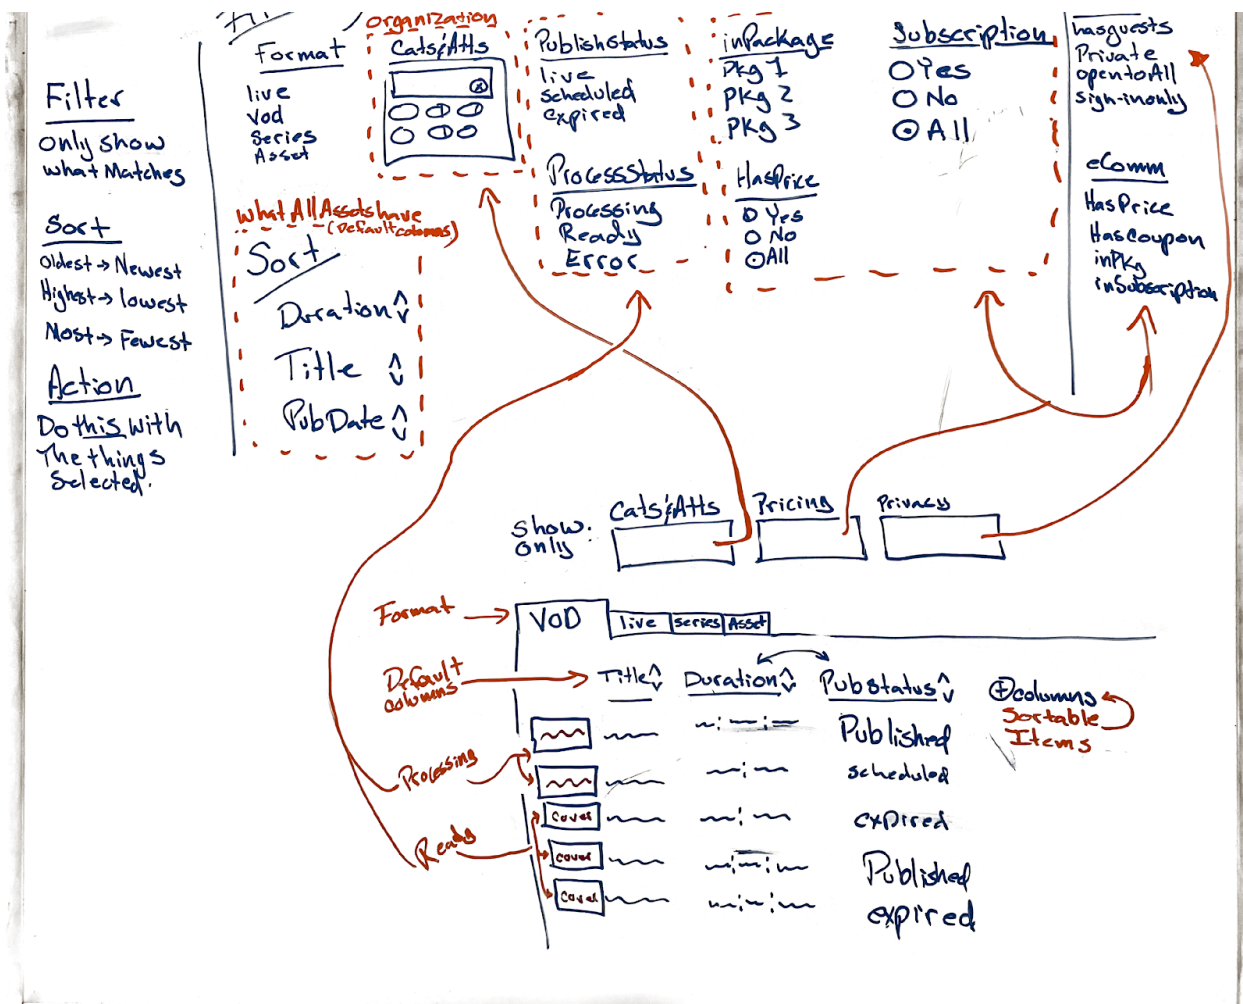 Filter
only show
what Matches
Sort
Oldest → Newest
Highest → lowest
Most → Fewest
Action
Do this with
The things
Selected.
Format
live
Vod
Series
Asset
what All Assets have
(Default columns)
Sort
Duration
Title
PubDate
organization
Cats&Atts
PublishStatus
live
Scheduled
expired
ProcessStatus
Processing
Ready
Error
inPackage
Pkg 1
PKg 2
PKg 3
HasPrice
Yes
No
All
Subscription
Yes
No
All
hasguests
Private
opentoAll
sign-inonly
eComm
HasPrice
HasCoupon
inPKg
inSubscription
Show only:
Cats&Atts
Pricing
Privacy
Format →
VOD
live
series
Asset
Default columns
Title
Duration
PubStatus
+columns
Sortable
Items
Processing
Ready
Published
scheduled
cover
expired
cover
Published
cover
expired